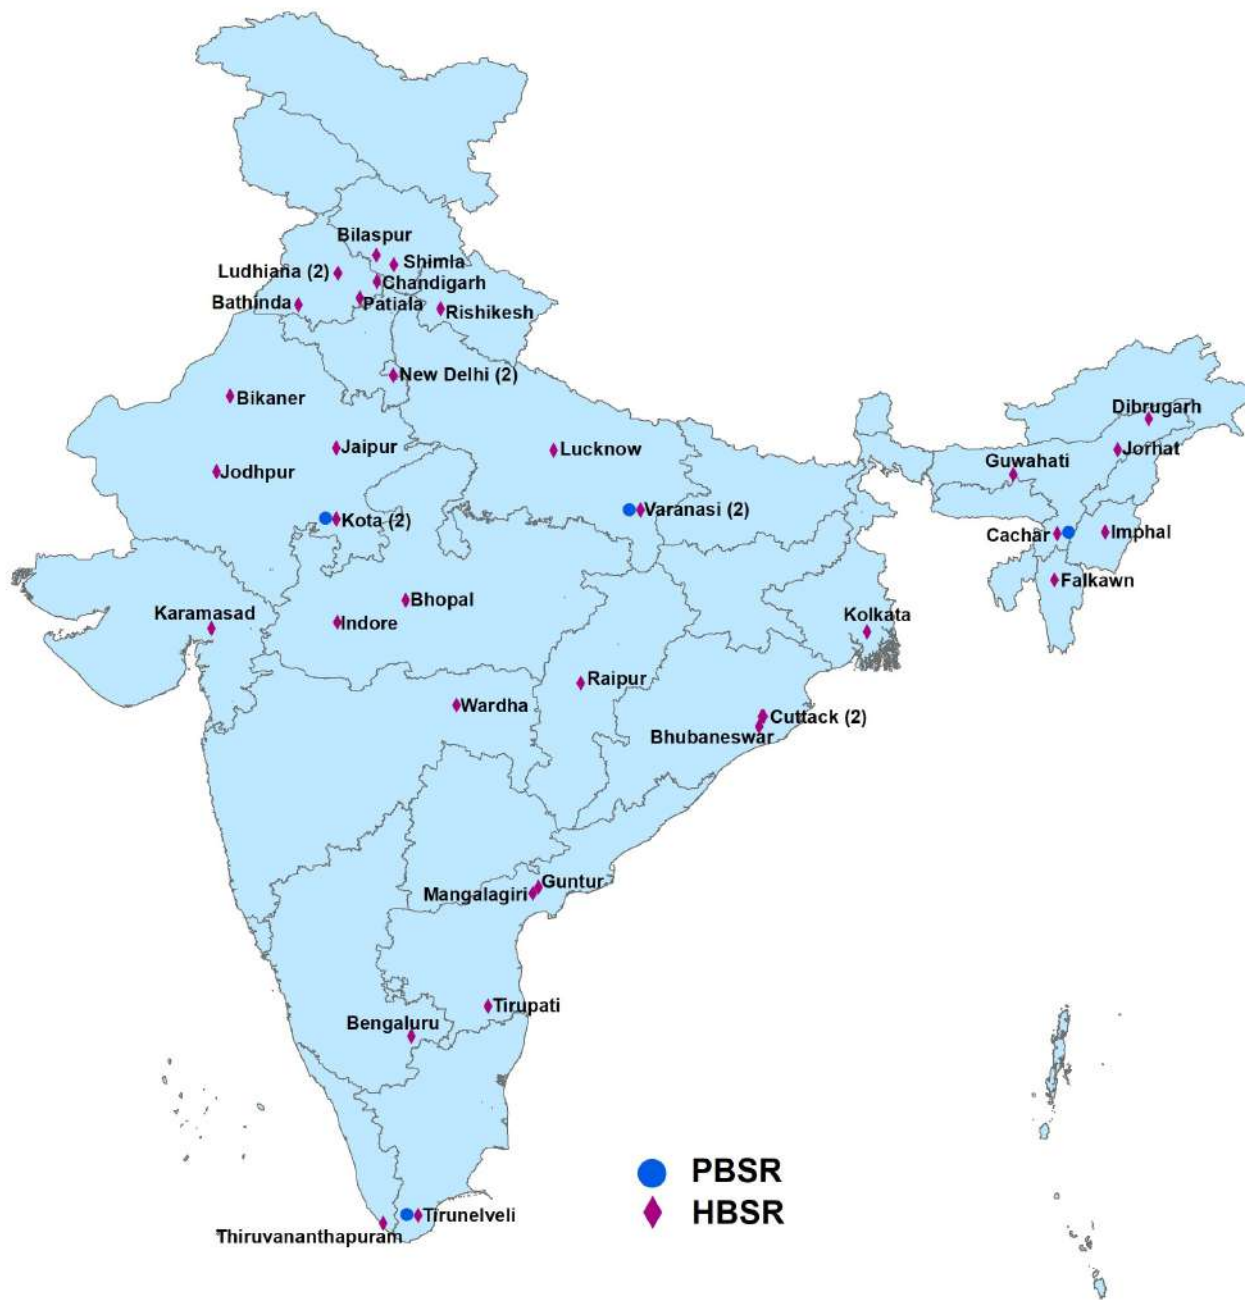 Bilaspur
Shimla
Ludhiana (2)
Chandigarh
Bathinda
Patiala
Rishikesh
New Delhi (2)
Bikaner
Dibrugarh
Jaipur
Lucknow
Jorhat
Guwahati
Jodhpur
Kota (2)
Varanasi (2)
Cachar
Imphal
Falkawn
Bhopal
Karamasad
Indore
Kolkata
Raipur
Wardha
Cuttack (2)
Bhubaneswar
Guntur
Mangalagiri
Tirupati
Bengaluru
PBSR
HBSR
Tirunelveli
Thiruvananthapuram